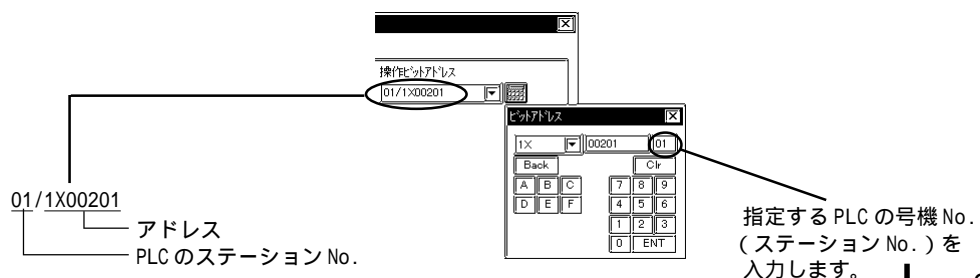 操作ビットアドレス
01/1X00201
ビットアドレス
1X 00201 01
Back Clr
A B C 7 8 9
D E F 4 5 6
1 2 3
0 ENT
01/1X00201
アドレス
PLCのステーションNo.
指定するPLCの号機No.
(ステーションNo.)を
入力します。